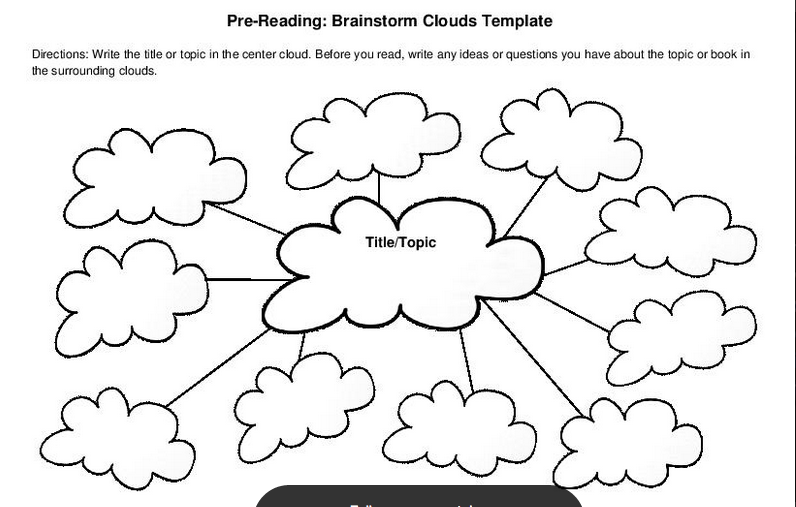 Pre-Reading: Brainstorm Clouds Template
Directions: Write the title or topic in the center cloud. Before you read, write any ideas or questions you have about the topic or book in
the surrounding clouds.
Title/Topic